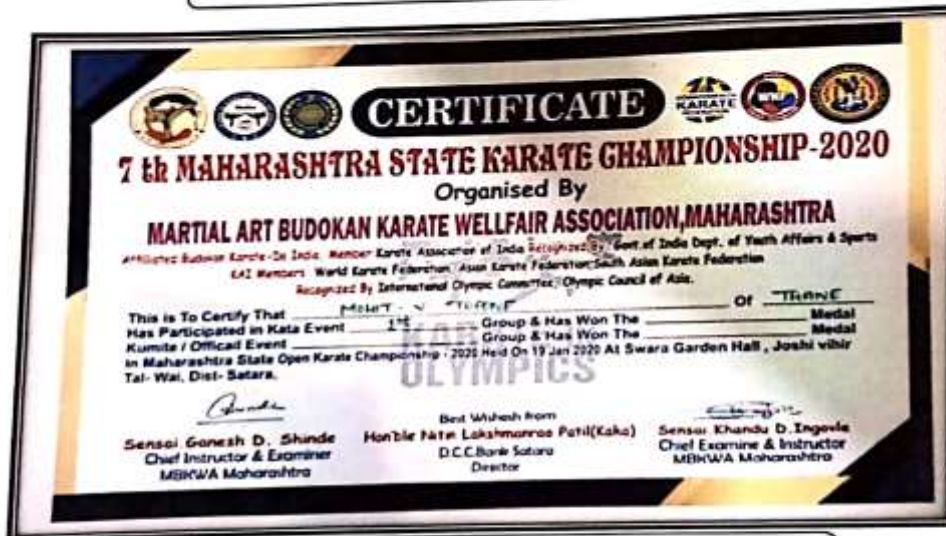 CERTIFICATE
KARATE
7 th MAHARASHTRA STATE KARATE CHAMPIONSHIP-2020
Organised By
MARTIAL ART BUDOKAN KARATE WELLFAIR ASSOCIATION,MAHARASHTRA
Affiliated Budokan Karate-Do India. Member Karate Association of India Recognized By Govt.of India Dept. of Youth Affairs & Sports
KAI Members World Karate Federation, Asian Karate Federation, South Asian Karate Federation
Recognized By International Olympic Committee, Olympic Council of Asia.
This is To Certify That MOHIT. V Of THANE
Has Participated in Kata Event 1st Group & Has Won The Medal
Kumite / Officail Event Group & Has Won The Medal
in Maharashtra State Open Karate Championship - 2020 Held On 19 Jan 2020 At Swara Garden Hall , Joshi vihir
Tal- Wai, Dist- Satara.
KARATE
OLYMPICS
Best Wishesh from
Sensai Ganesh D. Shinde Hon'ble Nitin Lakshmanrao Patil(Kaka) Sensai Khandu D.Ingavle
Chief Instructor & Examiner D.C.C.Bank Satara Chief Examine & Instructor
MBKWA Maharashtra Director MBKWA Maharashtra